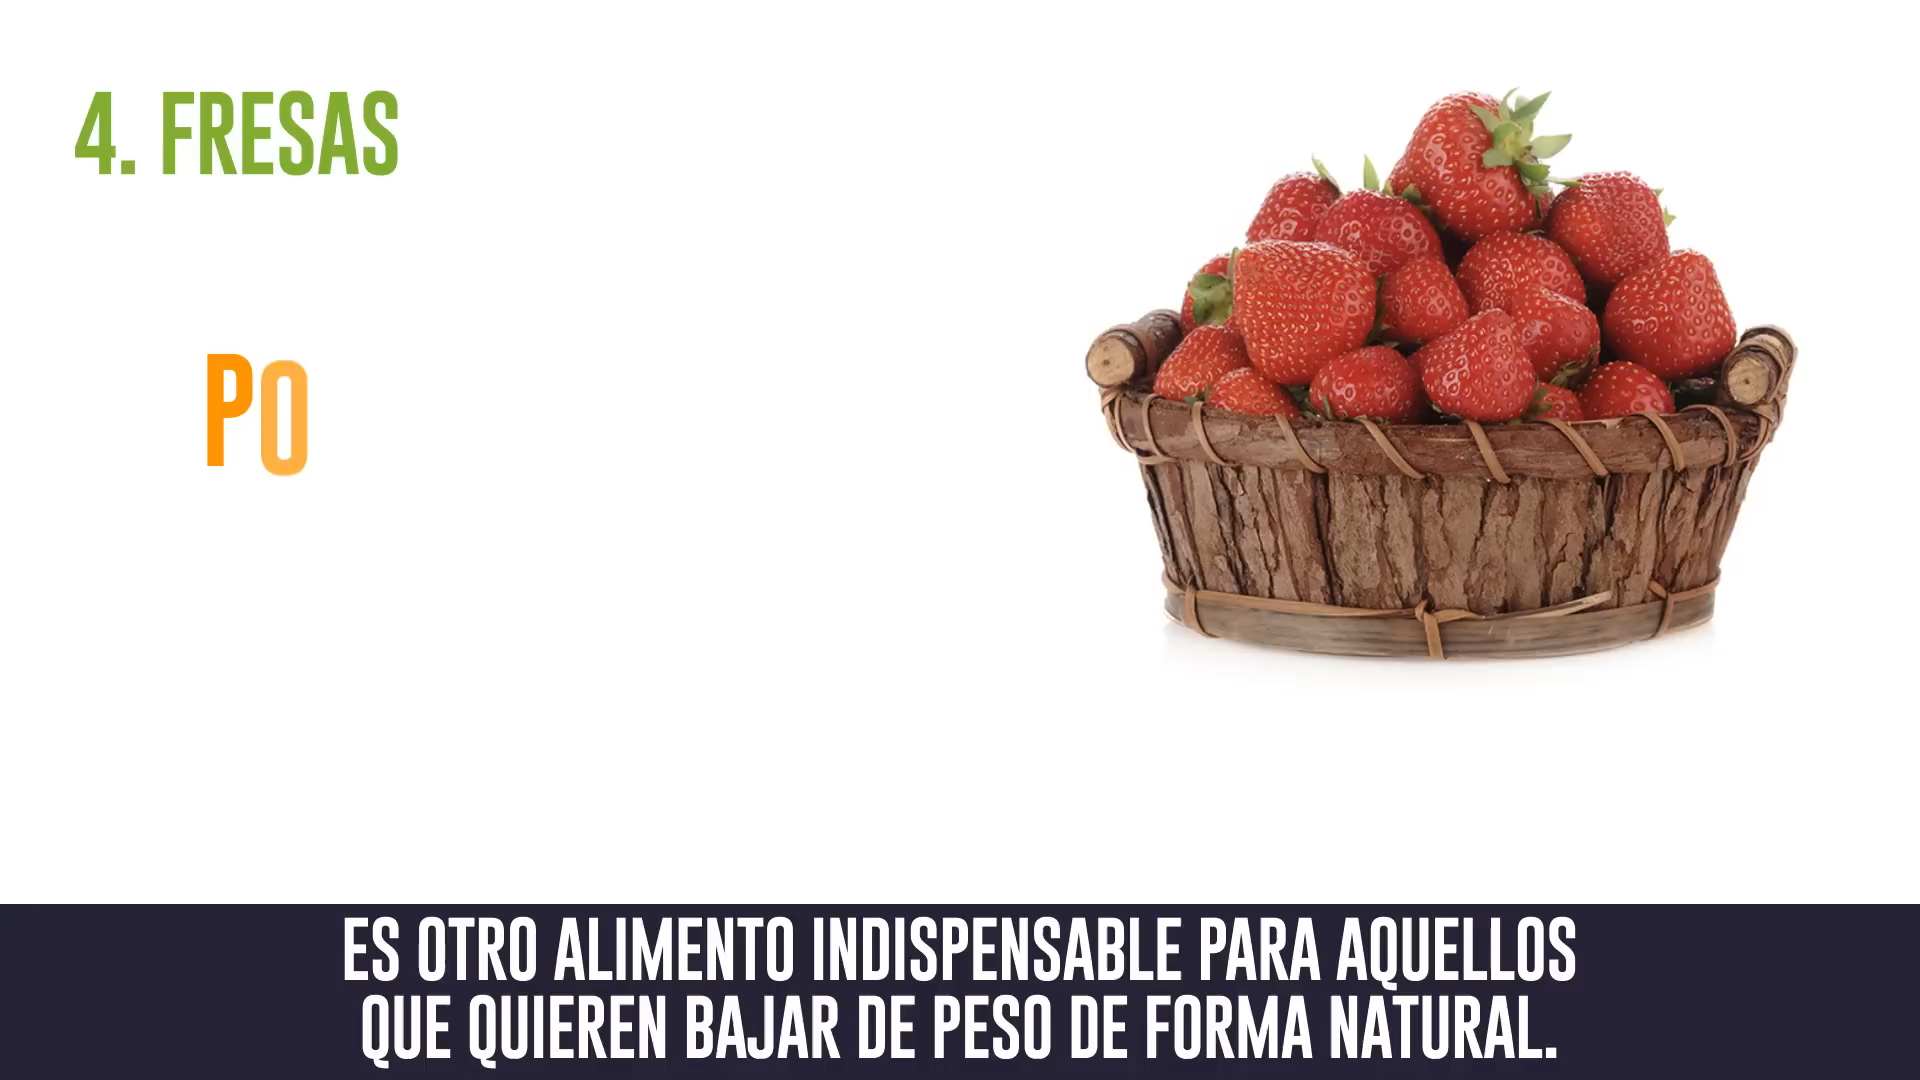 4. FRESAS
PO
ES OTRO ALIMENTO INDISPENSABLE PARA AQUELLOS
QUE QUIEREN BAJAR DE PESO DE FORMA NATURAL.